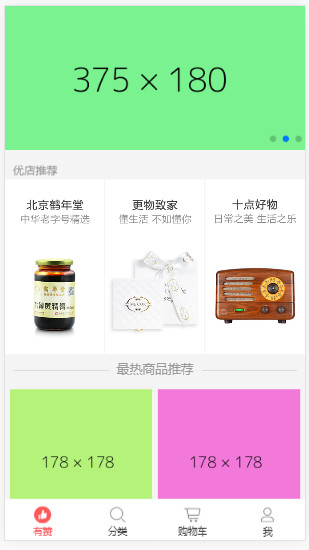 375 × 180
优店推荐
北京鹤年堂
中华老字号精选
更物致家
懂生活 不如懂你
十点好物
日常之美 生活之乐
最热商品推荐
178 × 178
178 × 178
有赞
分类
购物车
我